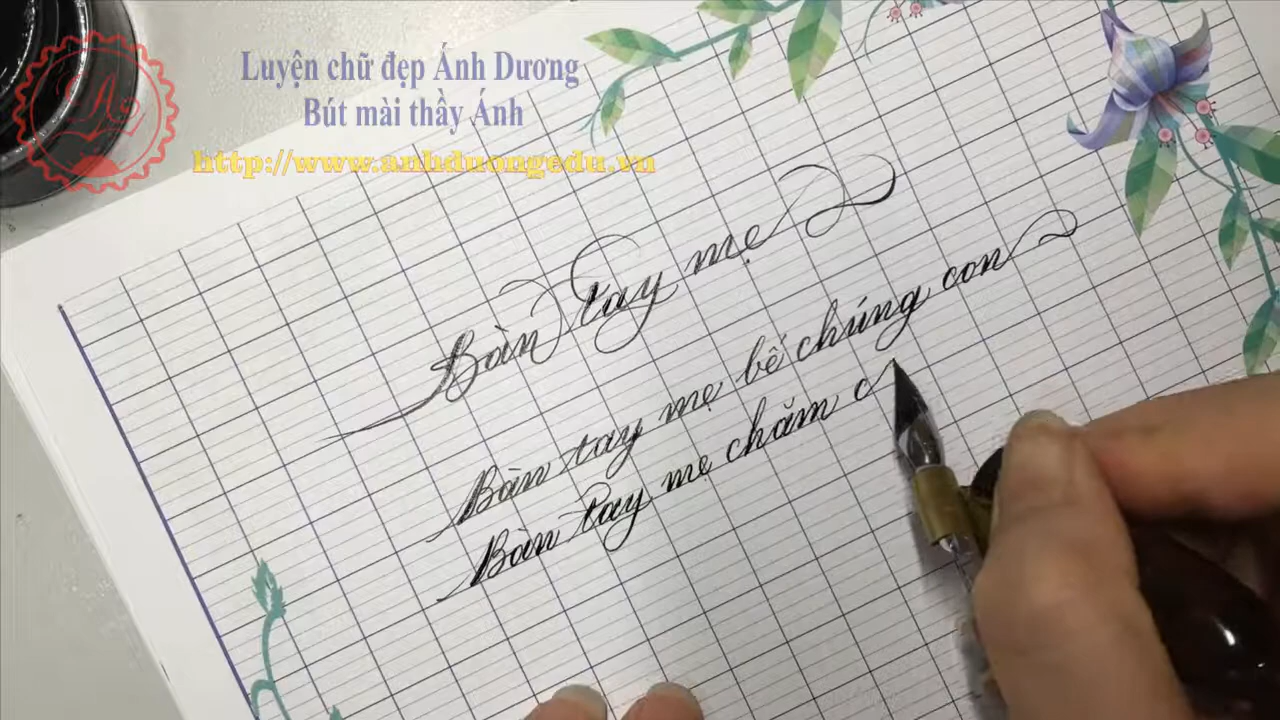 Luyện chữ đẹp Ánh Dương
Bút mài thầy Ánh
http://www.anhduongedu.vn
Bàn tay mẹ
Bàn tay mẹ bế chúng con
Bàn tay mẹ chăm c